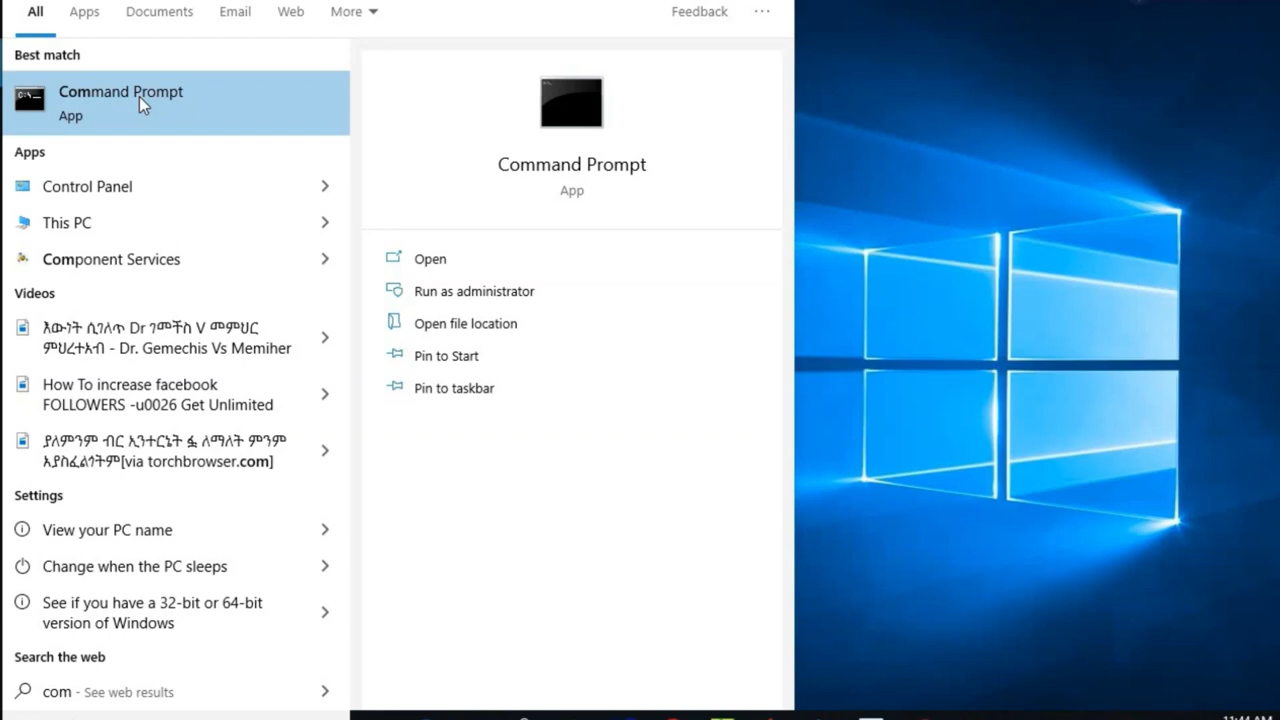 All Apps Documents Email Web More Feedback
Best match
Command Prompt
App
Apps
Control Panel
This PC
Component Services
Videos
እውነት ሲገለጥ Dr ገመችስ V መምህር
ምህረተአብ - Dr. Gemechis Vs Memiher
How To increase facebook
FOLLOWERS -u0026 Get Unlimited
ያለምንም ብር ኢንተርኔት ፏ ለማለት ምንም
አያስፈልጎትም[via torchbrowser.com]
Settings
View your PC name
Change when the PC sleeps
See if you have a 32-bit or 64-bit
version of Windows
Search the web
com - See web results
Command Prompt
App
Open
Run as administrator
Open file location
Pin to Start
Pin to taskbar
11:44 AM